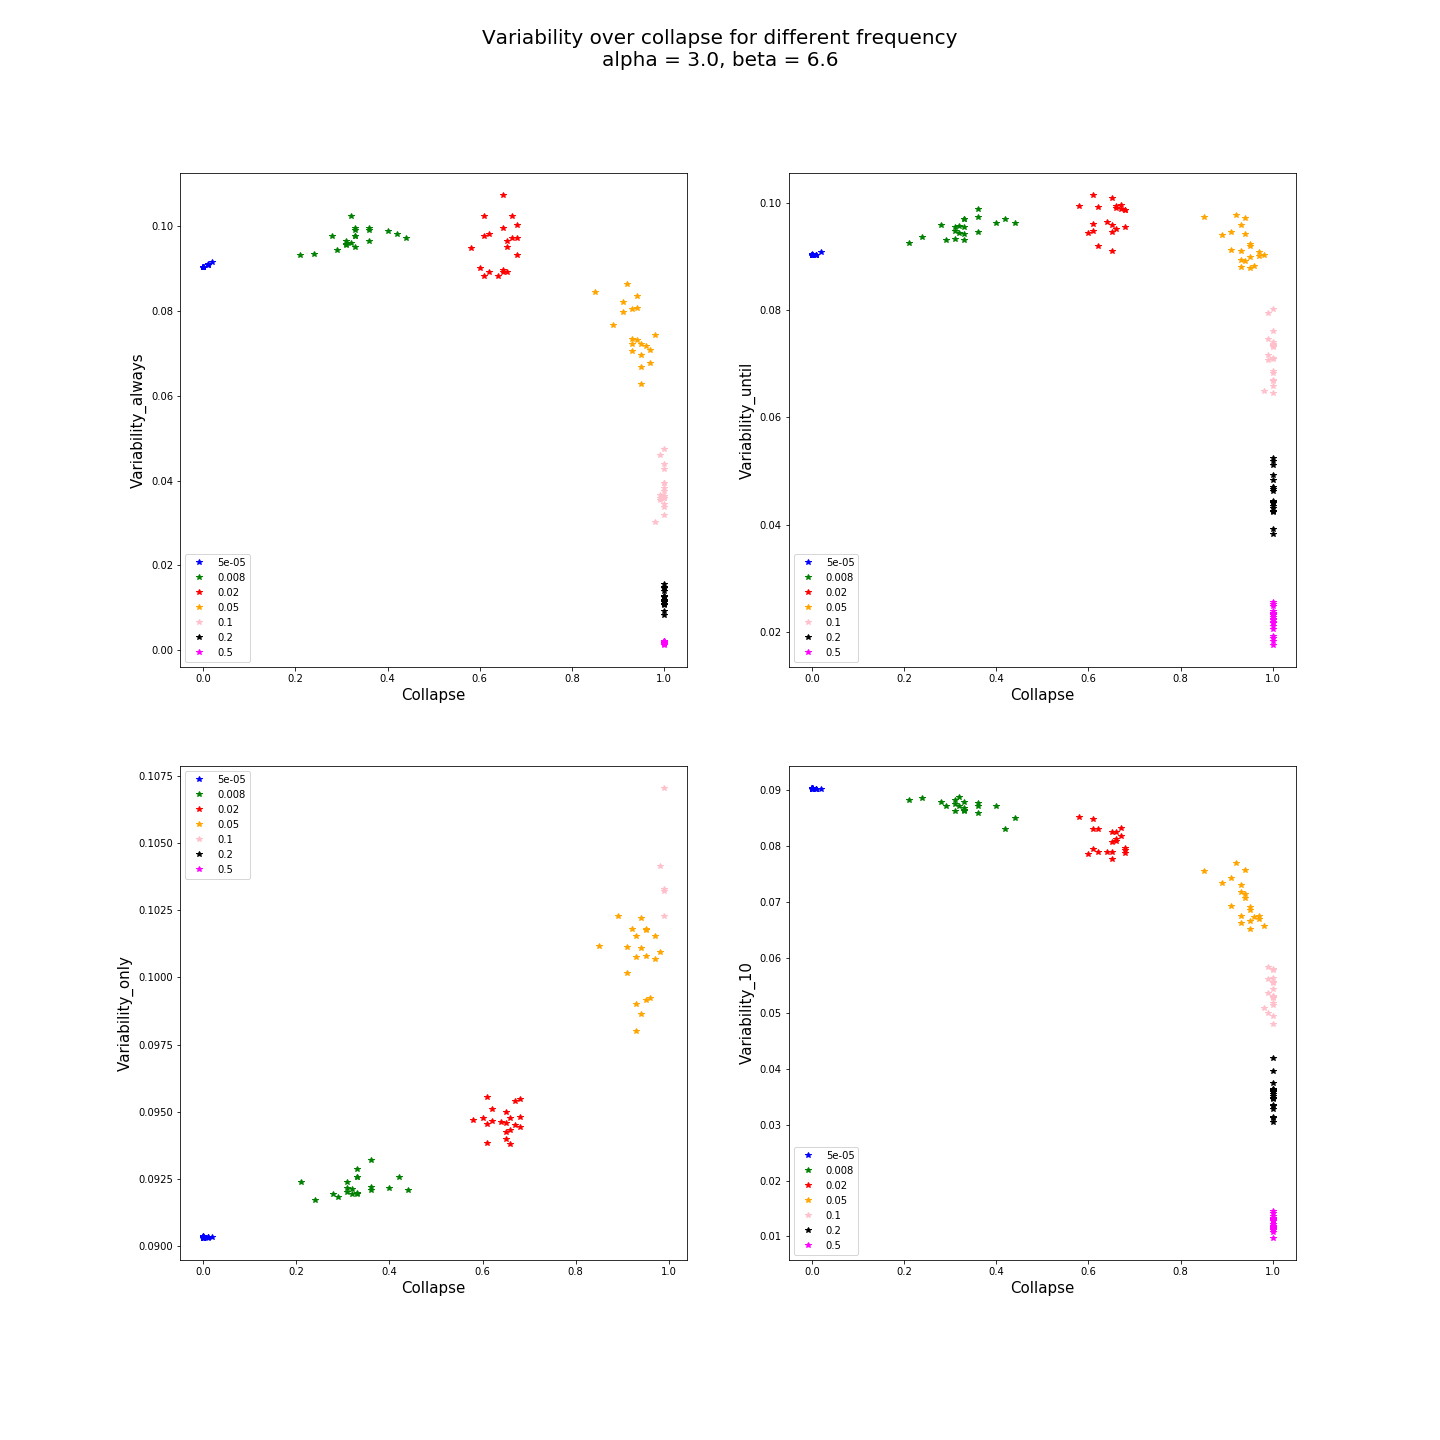 Variability over collapse for different frequency
alpha = 3.0, beta = 6.6
Variability_always
0.10
0.08
0.06
0.04
0.02
0.00
5e-05
0.008
0.02
0.05
0.1
0.2
0.5
0.0 0.2 0.4 0.6 0.8 1.0
Collapse
Variability_until
0.10
0.08
0.06
0.04
0.02
5e-05
0.008
0.02
0.05
0.1
0.2
0.5
0.0 0.2 0.4 0.6 0.8 1.0
Collapse
Variability_only
0.1075
0.1050
0.1025
0.1000
0.0975
0.0950
0.0925
0.0900
5e-05
0.008
0.02
0.05
0.1
0.2
0.5
0.0 0.2 0.4 0.6 0.8 1.0
Collapse
Variability_10
0.09
0.08
0.07
0.06
0.05
0.04
0.03
0.02
0.01
5e-05
0.008
0.02
0.05
0.1
0.2
0.5
0.0 0.2 0.4 0.6 0.8 1.0
Collapse